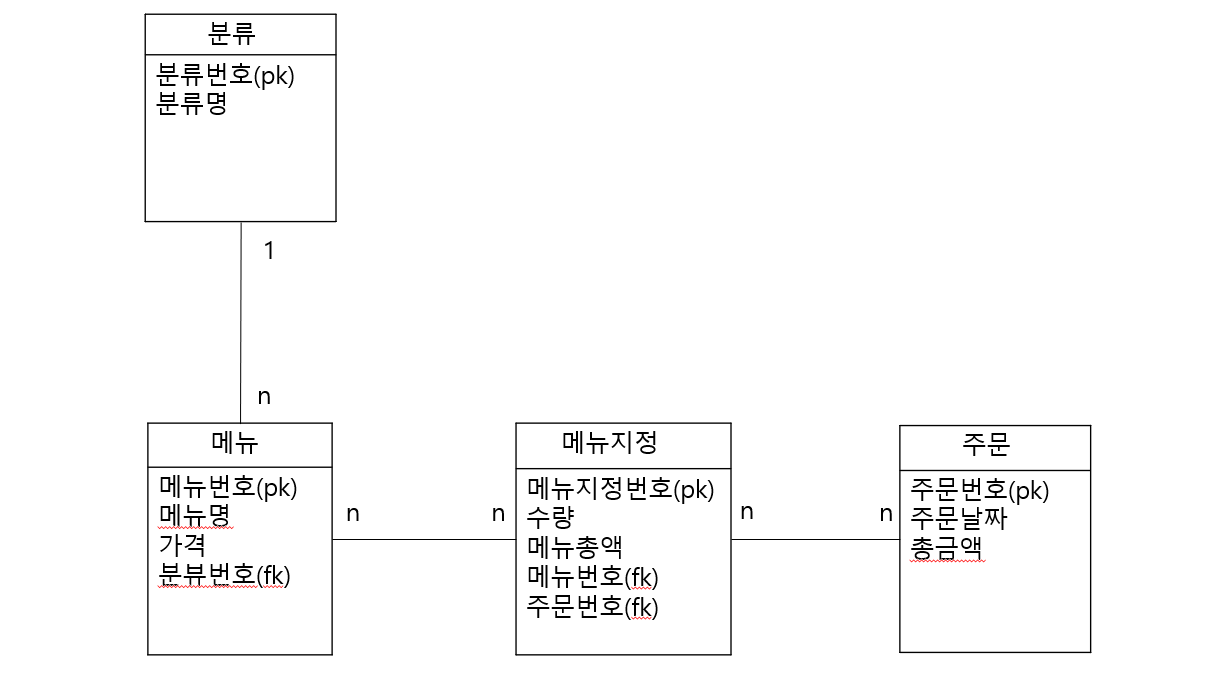 분류
분류번호(pk)
분류명
1
n
메뉴
메뉴번호(pk)
메뉴명
가격
분뷰번호(fk)
n
n
메뉴지정
메뉴지정번호(pk)
수량
메뉴총액
메뉴번호(fk)
주문번호(fk)
n
n
주문
주문번호(pk)
주문날짜
총금액